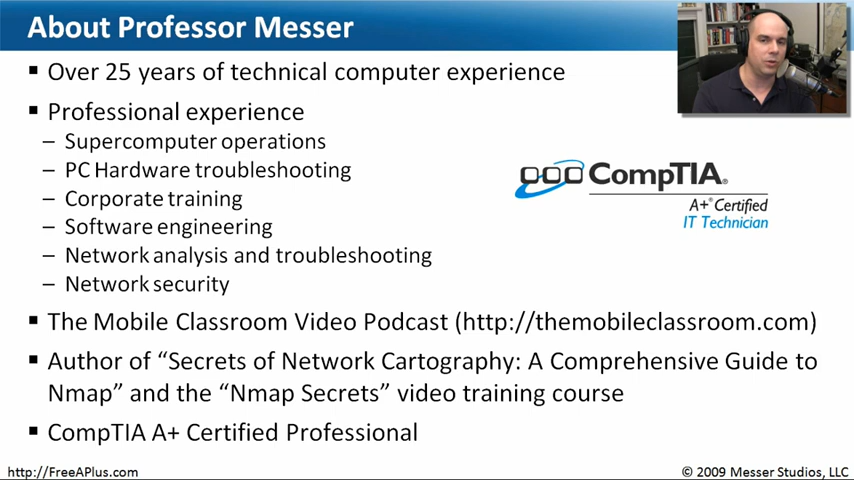 About Professor Messer
▪ Over 25 years of technical computer experience
▪ Professional experience
– Supercomputer operations
– PC Hardware troubleshooting
– Corporate training
– Software engineering
– Network analysis and troubleshooting
– Network security
CompTIA®
A+® Certified
IT Technician
▪ The Mobile Classroom Video Podcast (http://themobileclassroom.com)
▪ Author of “Secrets of Network Cartography: A Comprehensive Guide to
Nmap” and the “Nmap Secrets” video training course
▪ CompTIA A+ Certified Professional
http://FreeAPlus.com
© 2009 Messer Studios, LLC